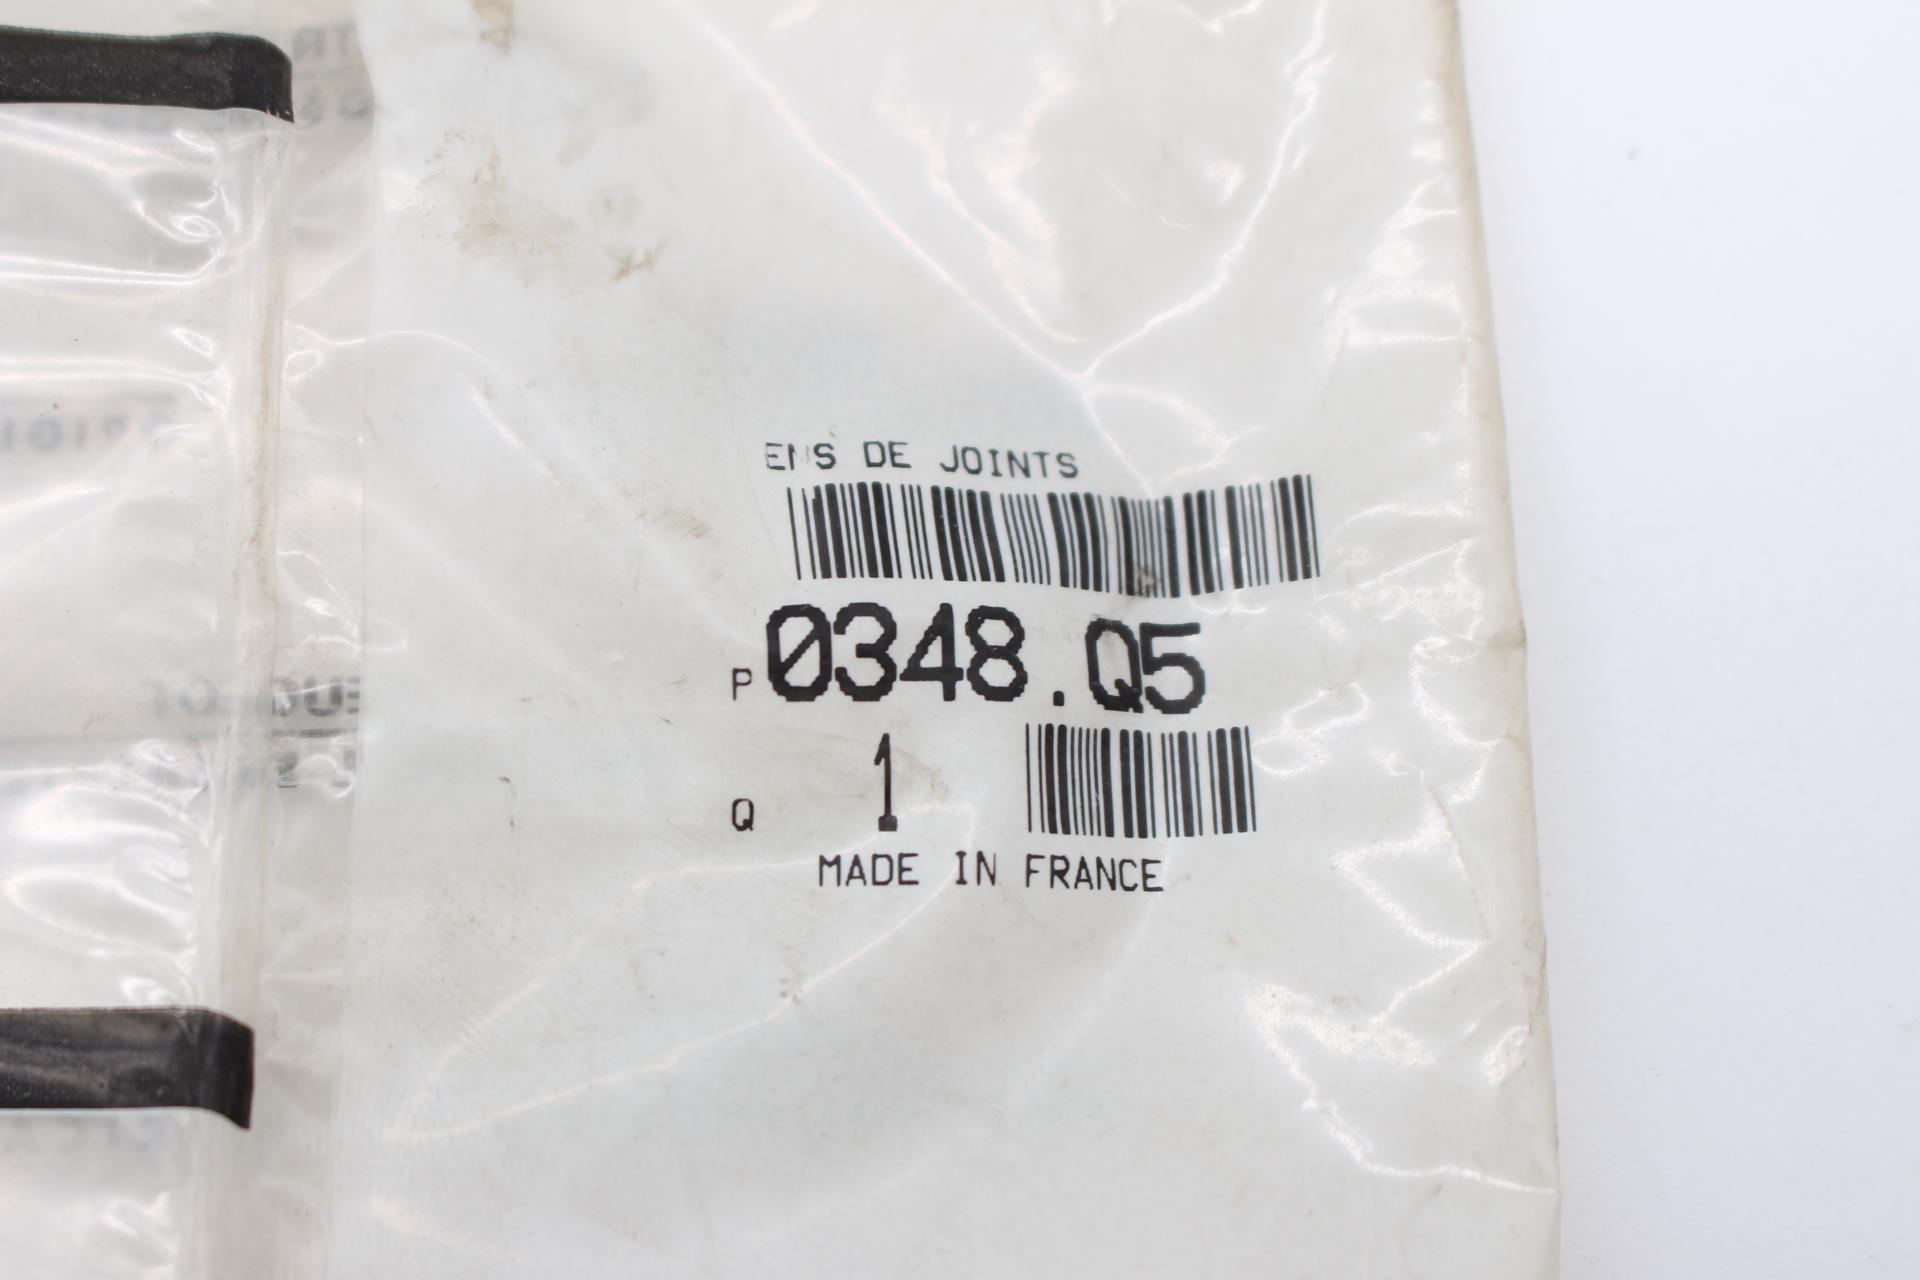 ENS DE JOINTS
P 0348.Q5
Q 1
MADE IN FRANCE